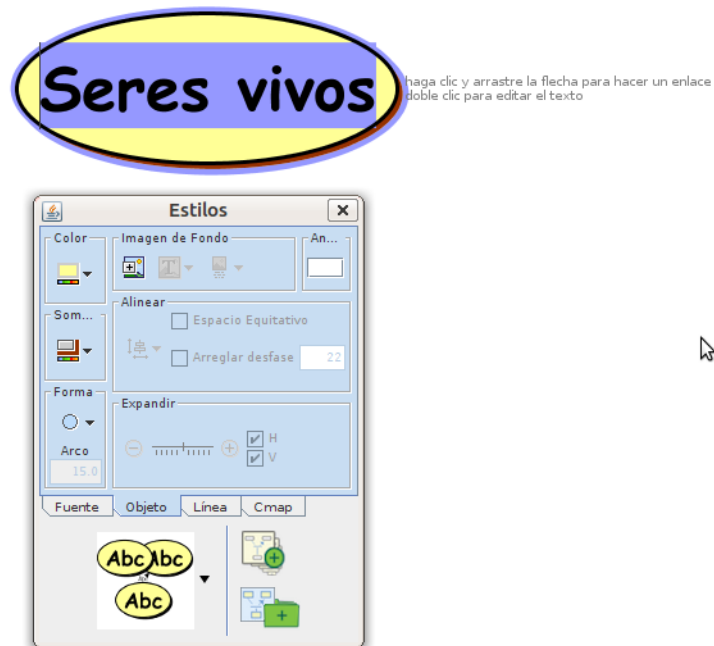 Seres vivos
haga clic y arrastre la flecha para hacer un enlace
doble clic para editar el texto
Estilos
Color
Imagen de Fondo
An...
Alinear
Espacio Equitativo
Som...
Arreglar desfase
22
Forma
Expandir
H
Arco
V
15.0
Fuente
Objeto
Línea
Cmap
Abc
Abc
Abc